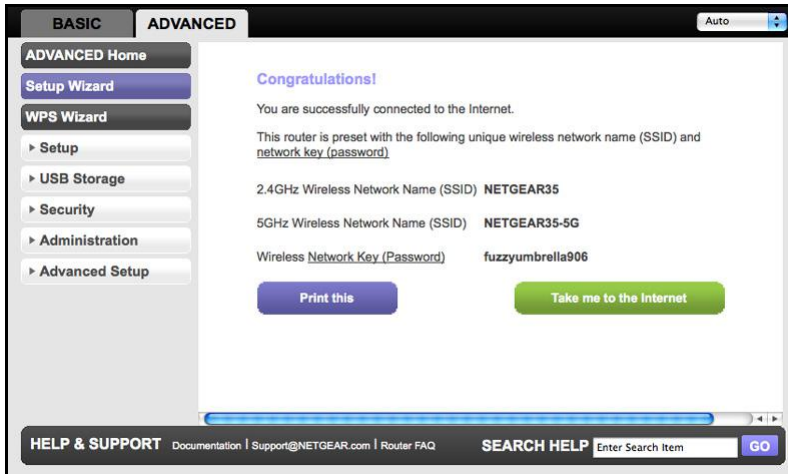 BASIC ADVANCED Auto
ADVANCED Home
Setup Wizard
WPS Wizard
Setup
USB Storage
Security
Administration
Advanced Setup
Congratulations!
You are successfully connected to the Internet.
This router is preset with the following unique wireless network name (SSID) and
network key (password)
2.4GHz Wireless Network Name (SSID) NETGEAR35
5GHz Wireless Network Name (SSID) NETGEAR35-5G
Wireless Network Key (Password) fuzzyumbrella906
Print this Take me to the Internet
HELP & SUPPORT Documentation | Support@NETGEAR.com | Router FAQ SEARCH HELP Enter Search Item GO